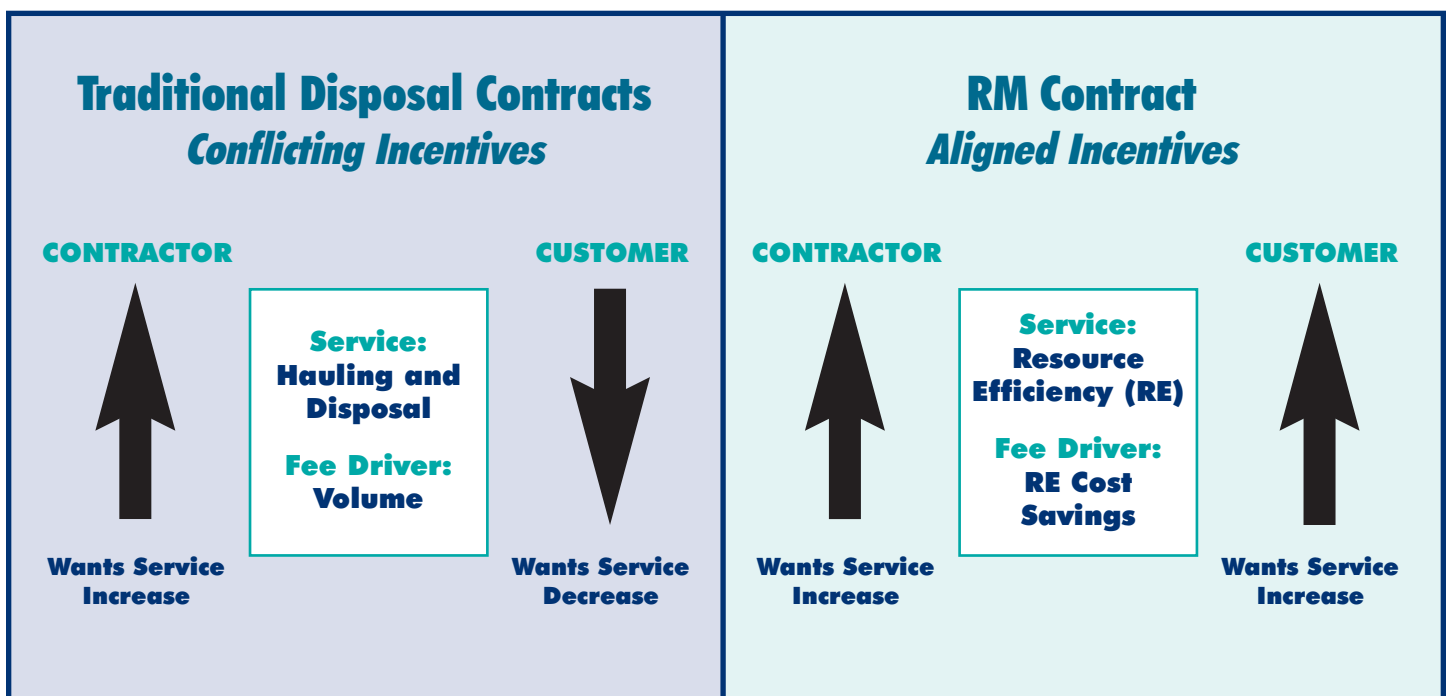 Traditional Disposal Contracts
Conflicting Incentives
CONTRACTOR
CUSTOMER
Service:
Hauling and
Disposal
Fee Driver:
Volume
Wants Service
Increase
Wants Service
Decrease
RM Contract
Aligned Incentives
CONTRACTOR
CUSTOMER
Service:
Resource
Efficiency (RE)
Fee Driver:
RE Cost
Savings
Wants Service
Increase
Wants Service
Increase